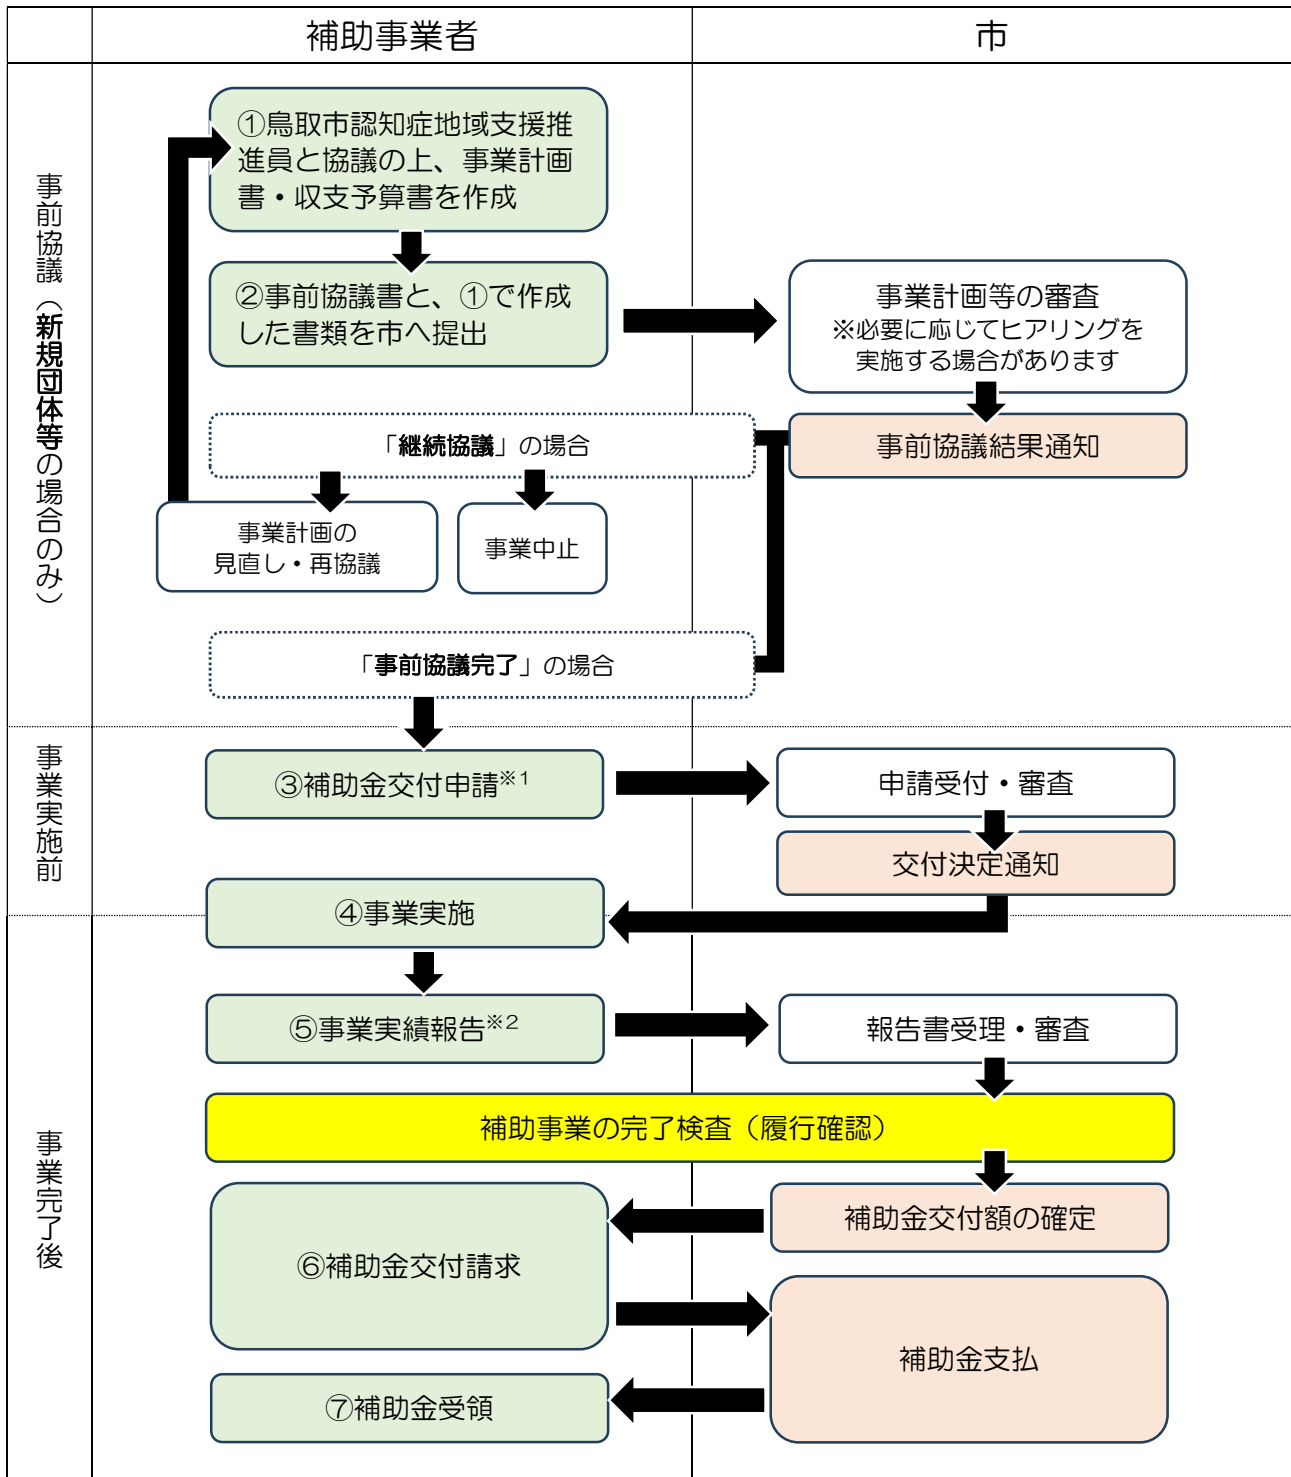 補助事業者
市
事前協議（新規団体等の場合のみ）
①鳥取市認知症地域支援推
進員と協議の上、事業計画
書・収支予算書を作成
②事前協議書と、①で作成
した書類を市へ提出
事業計画等の審査
※必要に応じてヒアリングを
実施する場合があります
事前協議結果通知
「継続協議」の場合
事業計画の
見直し・再協議
事業中止
「事前協議完了」の場合
事業実施前
③補助金交付申請※1
申請受付・審査
交付決定通知
④事業実施
事業完了後
⑤事業実績報告※2
報告書受理・審査
補助事業の完了検査（履行確認）
補助金交付額の確定
⑥補助金交付請求
補助金支払
⑦補助金受領